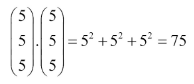 (5 5 5) . (5 5 5) = 5² + 5² + 5² = 75